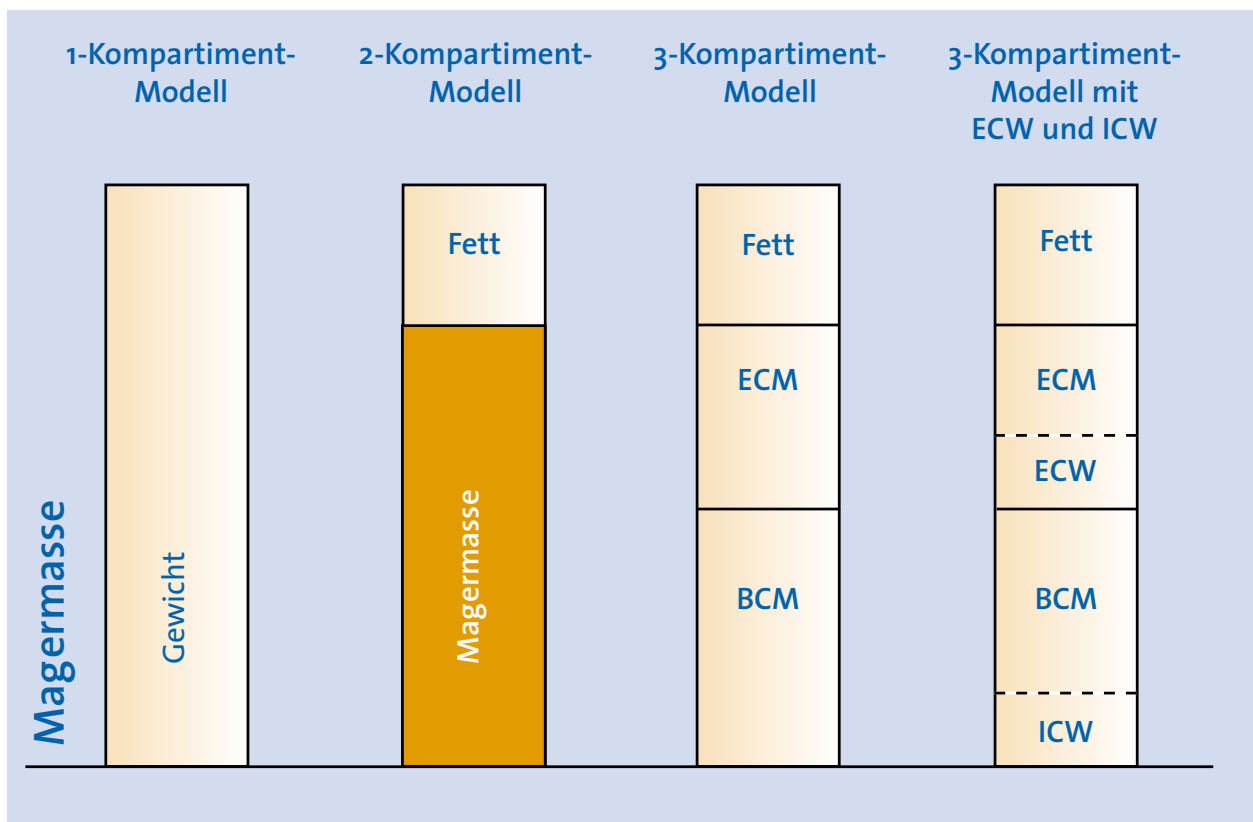 1-Kompartiment-
Modell
2-Kompartiment-
Modell
3-Kompartiment-
Modell
3-Kompartiment-
Modell mit
ECW und ICW
Magermasse
Gewicht
Fett
Magermasse
Fett
ECM
BCM
Fett
ECM
ECW
BCM
ICW